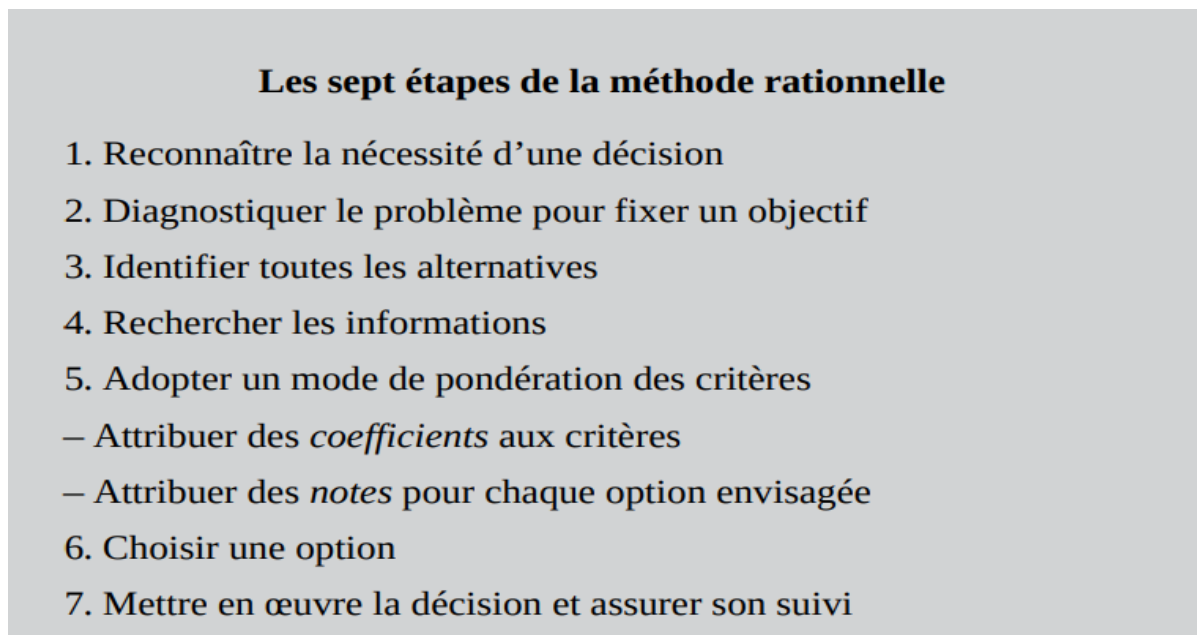 Les sept étapes de la méthode rationnelle
1. Reconnaître la nécessité d’une décision
2. Diagnostiquer le problème pour fixer un objectif
3. Identifier toutes les alternatives
4. Rechercher les informations
5. Adopter un mode de pondération des critères
– Attribuer des coefficients aux critères
– Attribuer des notes pour chaque option envisagée
6. Choisir une option
7. Mettre en œuvre la décision et assurer son suivi